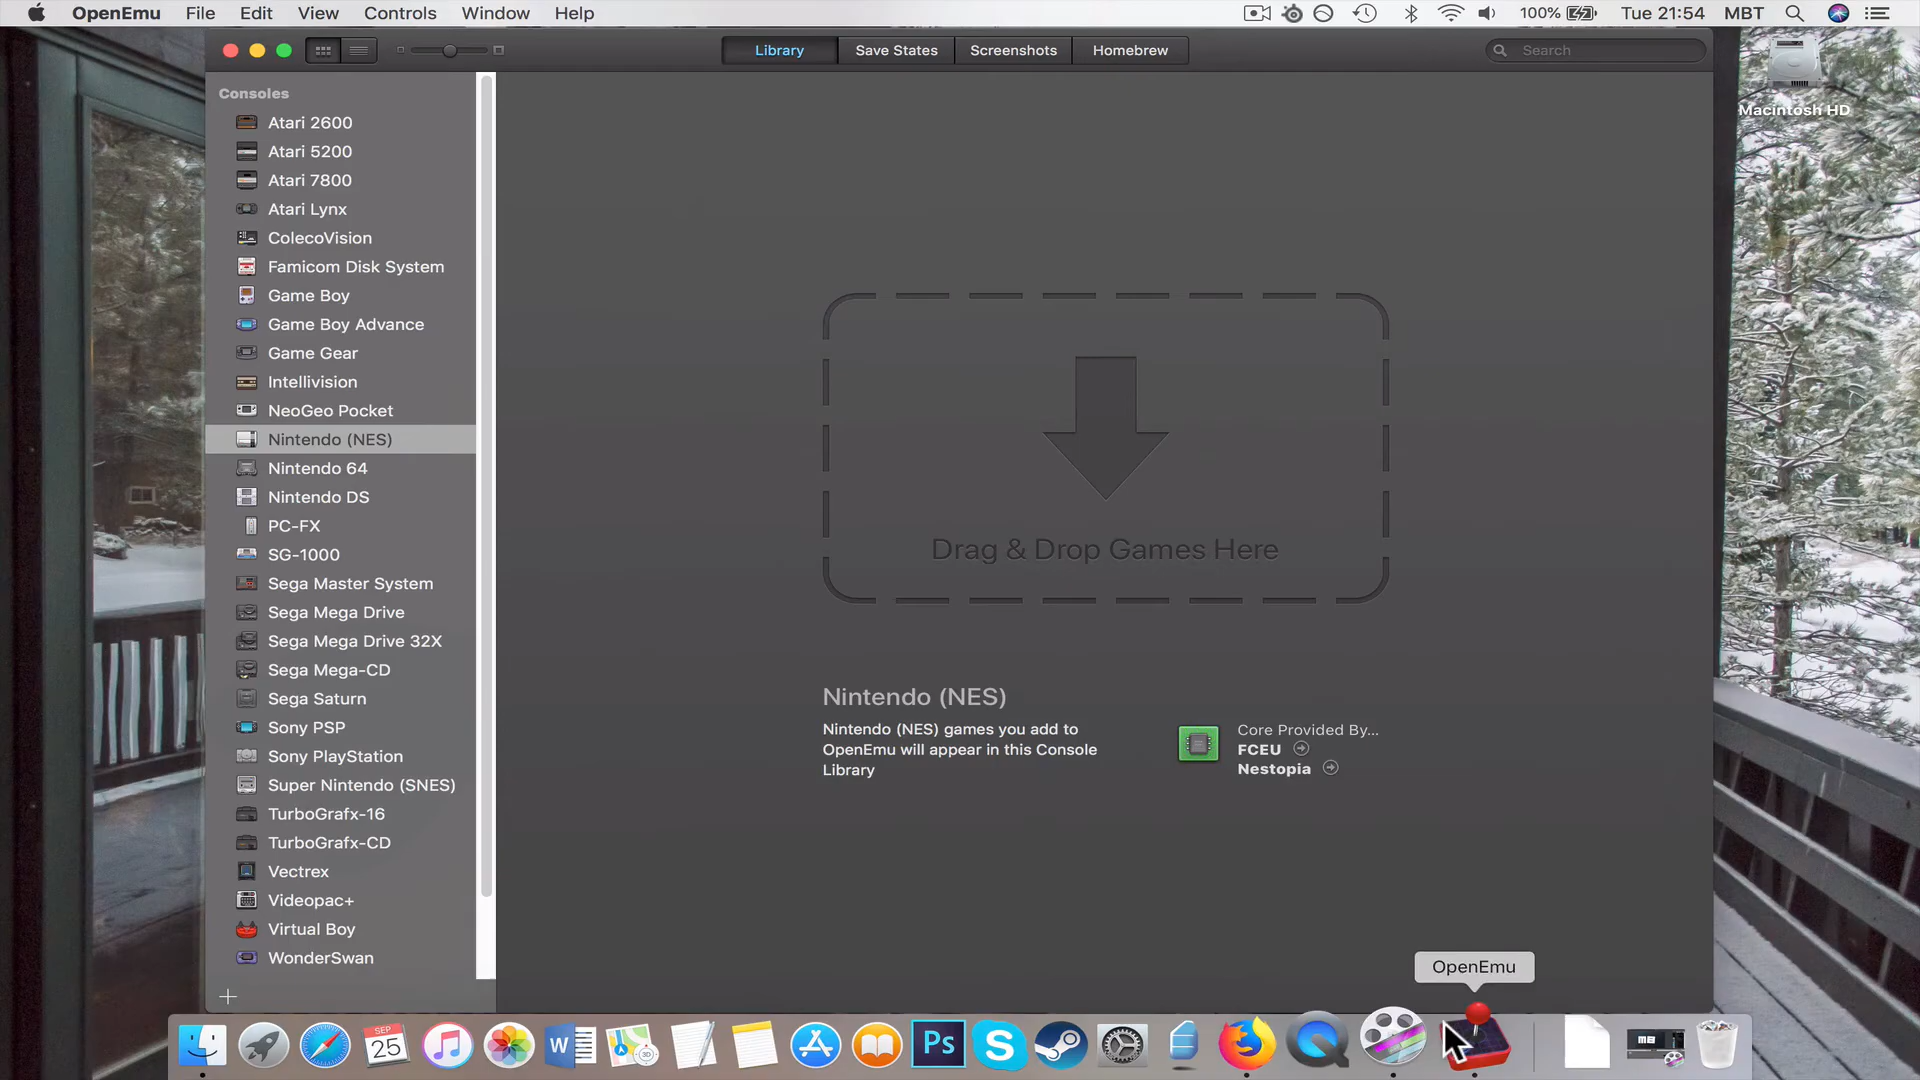 OpenEmu File Edit View Controls Window Help
100% Tue 21:54 MBT
Library Save States Screenshots Homebrew
Search
Macintosh HD
Consoles
Atari 2600
Atari 5200
Atari 7800
Atari Lynx
ColecoVision
Famicom Disk System
Game Boy
Game Boy Advance
Game Gear
Intellivision
NeoGeo Pocket
Nintendo (NES)
Nintendo 64
Nintendo DS
PC-FX
SG-1000
Sega Master System
Sega Mega Drive
Sega Mega Drive 32X
Sega Mega-CD
Sega Saturn
Sony PSP
Sony PlayStation
Super Nintendo (SNES)
TurboGrafx-16
TurboGrafx-CD
Vectrex
Videopac+
Virtual Boy
WonderSwan
Drag & Drop Games Here
Nintendo (NES)
Nintendo (NES) games you add to
OpenEmu will appear in this Console
Library
Core Provided By...
FCEU
Nestopia
OpenEmu
SEP
25
W
3D
Ps
S
MB